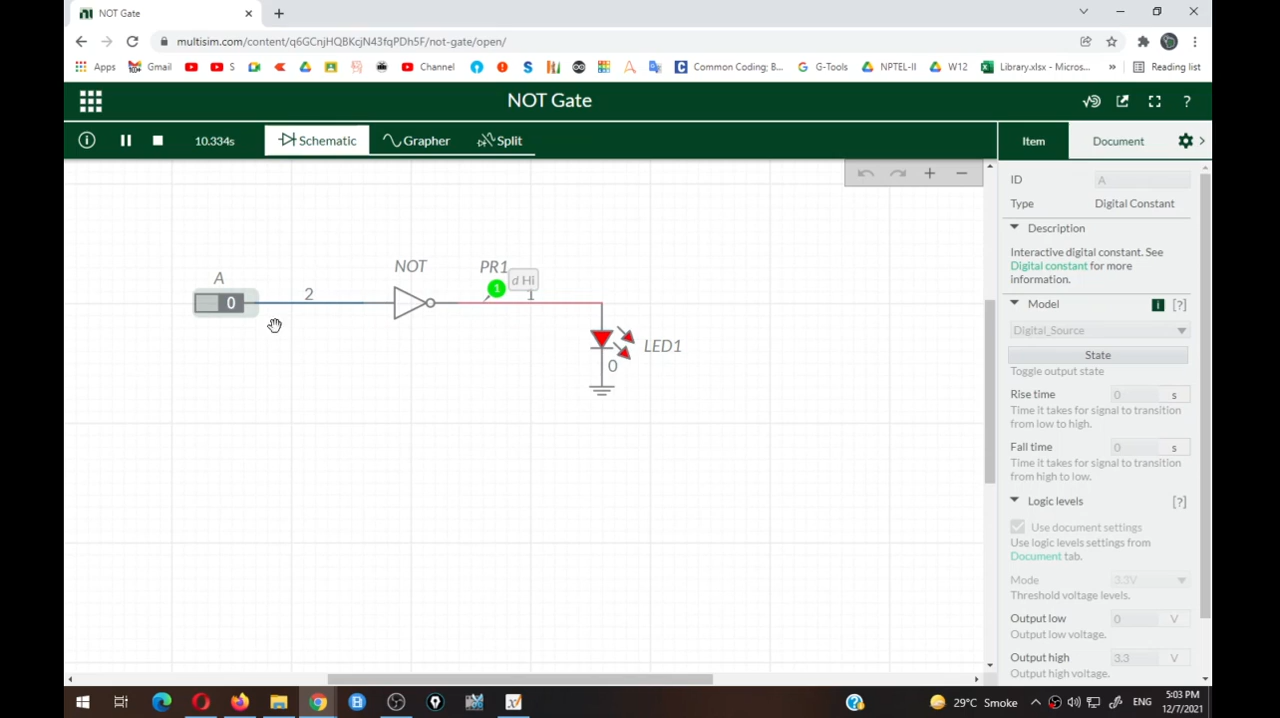 NOT Gate
multisim.com/content/q6GCnjHQBKcjN43fqPDh5F/not-gate/open/
Apps
Gmail
S
Channel
Common Coding; B...
G-Tools
NPTEL-II
W12
Library.xlsx - Micros...
»
Reading list
NOT Gate
?
10.334s
Schematic
Grapher
Split
Item
Document
ID
A
Type
Digital Constant
Description
Interactive digital constant. See
Digital constant for more
information.
Model
i
[?]
Digital_Source
State
Toggle output state
Rise time
0
s
Time it takes for signal to transition
from low to high.
Fall time
0
s
Time it takes for signal to transition
from high to low.
Logic levels
[?]
Use document settings
Use logic levels settings from
Document tab.
Mode
3.3V
Threshold voltage levels.
Output low
0
V
Output low voltage.
Output high
3.3
V
Output high voltage.
A
0
2
NOT
PR1
1
d Hi
1
LED1
0
29°C Smoke
ENG
5:03 PM
12/7/2021